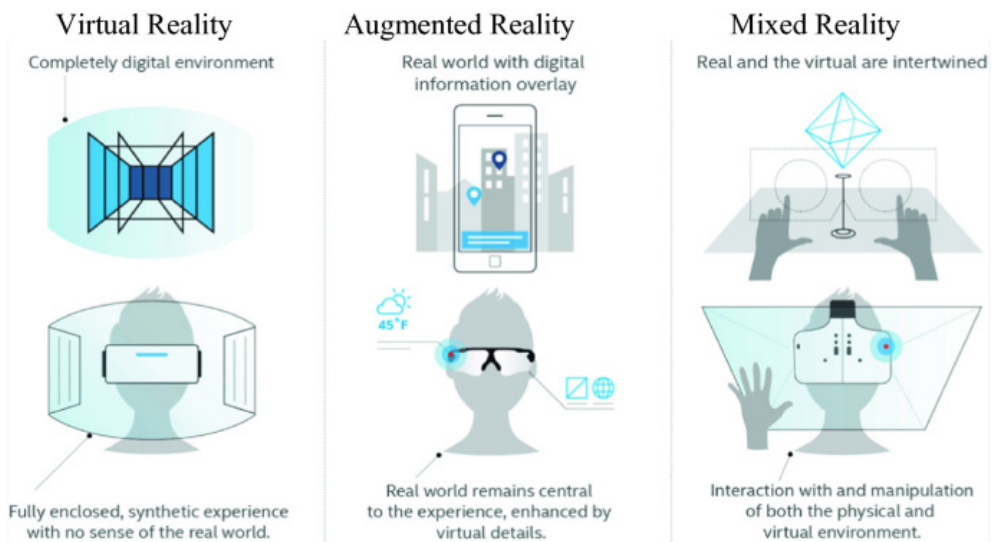 Virtual Reality
Completely digital environment
Fully enclosed, synthetic experience
with no sense of the real world.
Augmented Reality
Real world with digital
information overlay
45°F
Real world remains central
to the experience, enhanced by
virtual details.
Mixed Reality
Real and the virtual are intertwined
Interaction with and manipulation
of both the physical and
virtual environment.